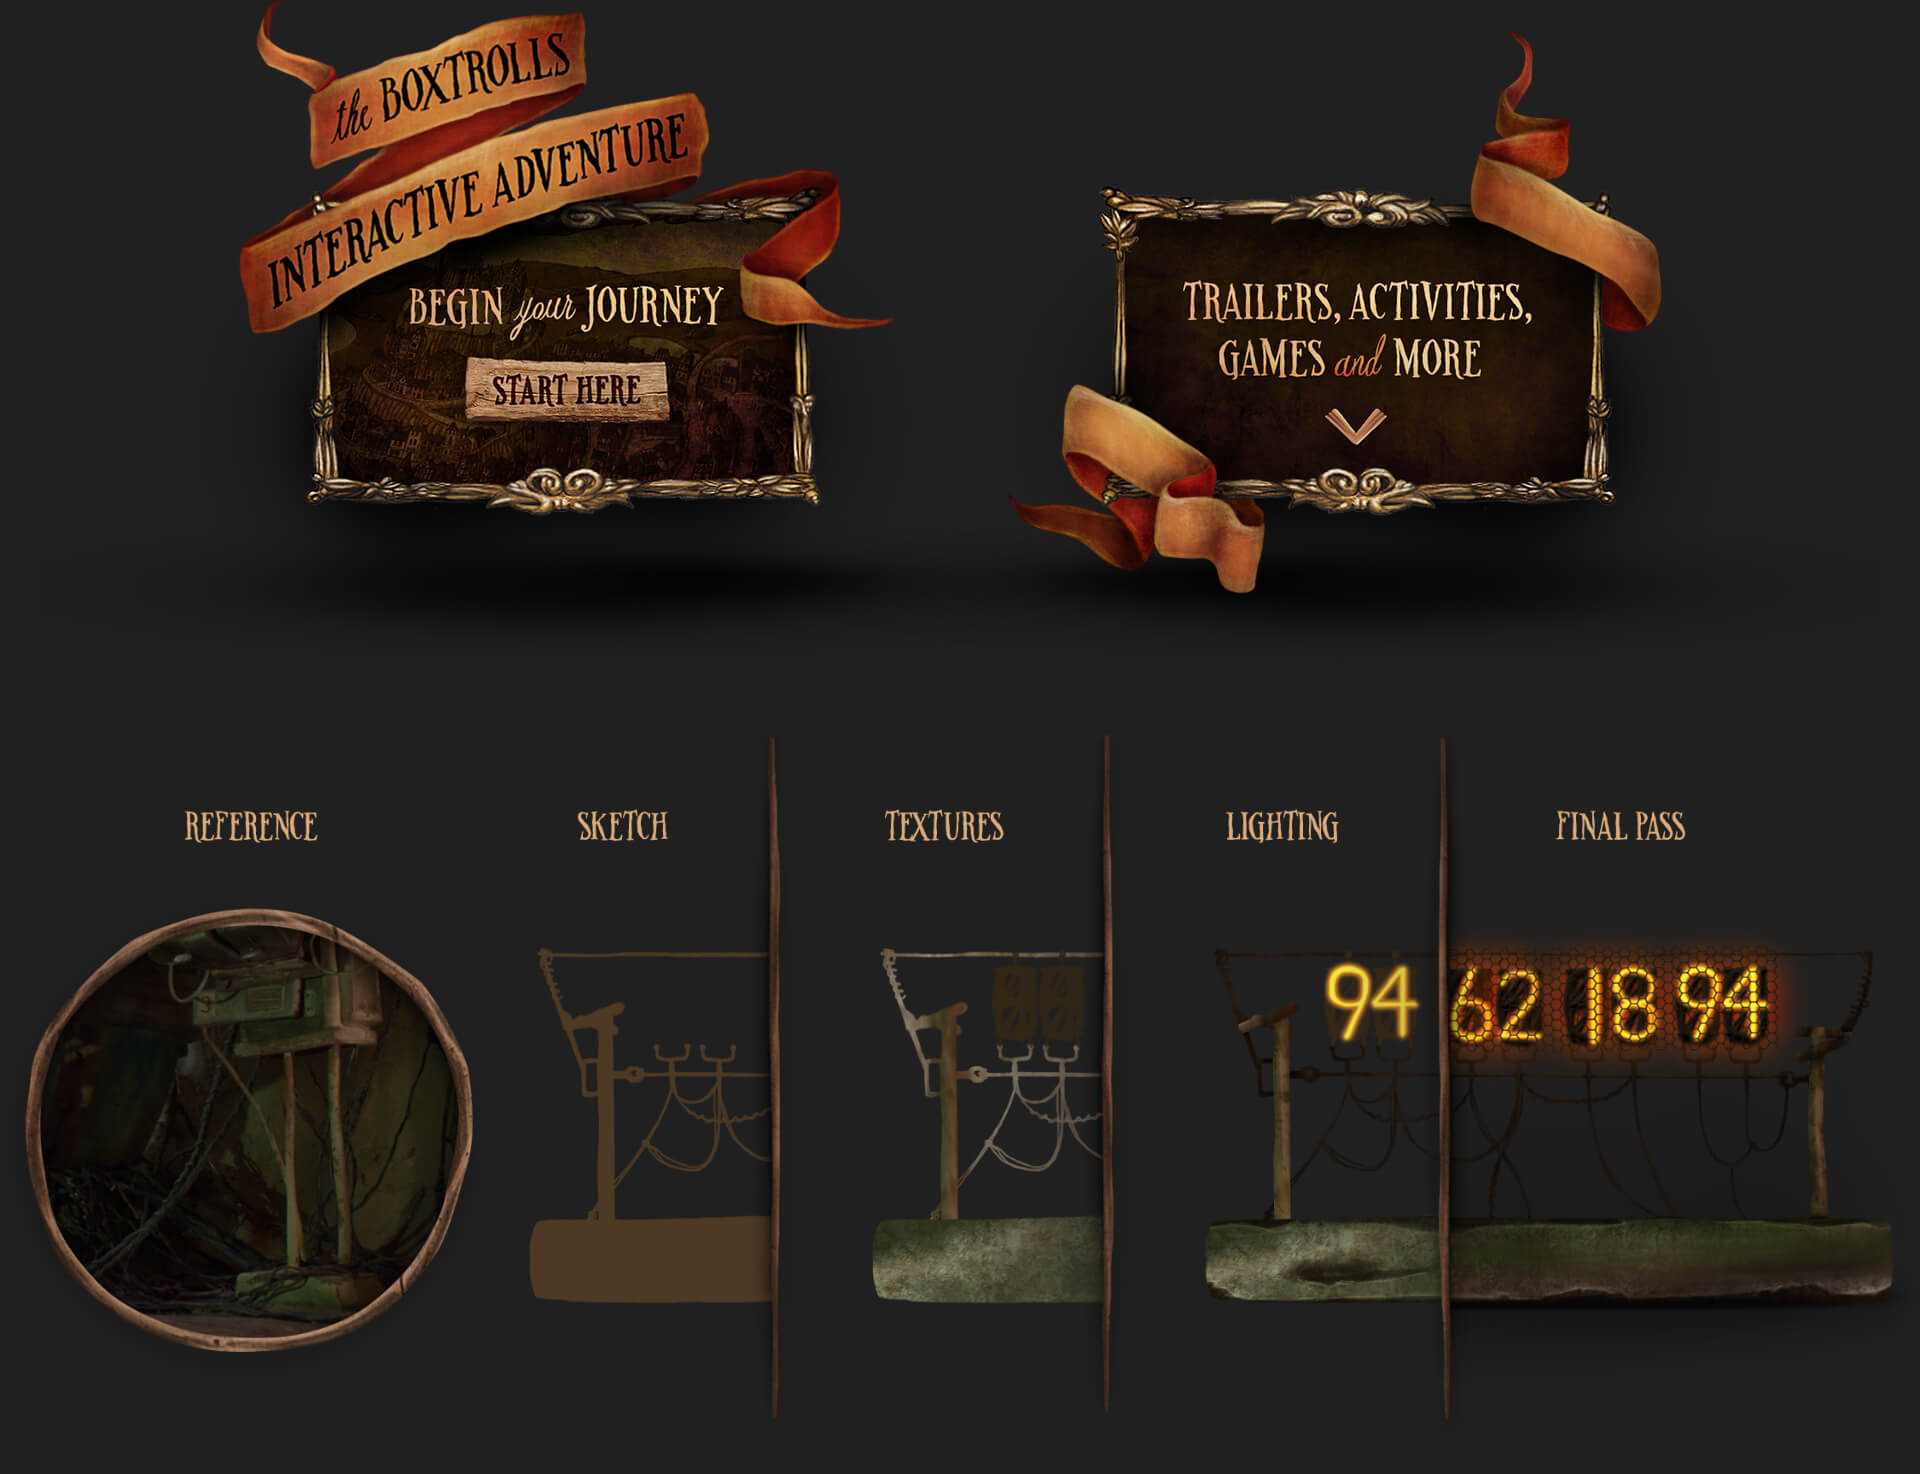 the BOXTROLLS
INTERACTIVE ADVENTURE
BEGIN your JOURNEY
START HERE
TRAILERS, ACTIVITIES,
GAMES and MORE
REFERENCE
SKETCH
TEXTURES
LIGHTING
FINAL PASS
94
62 18 94